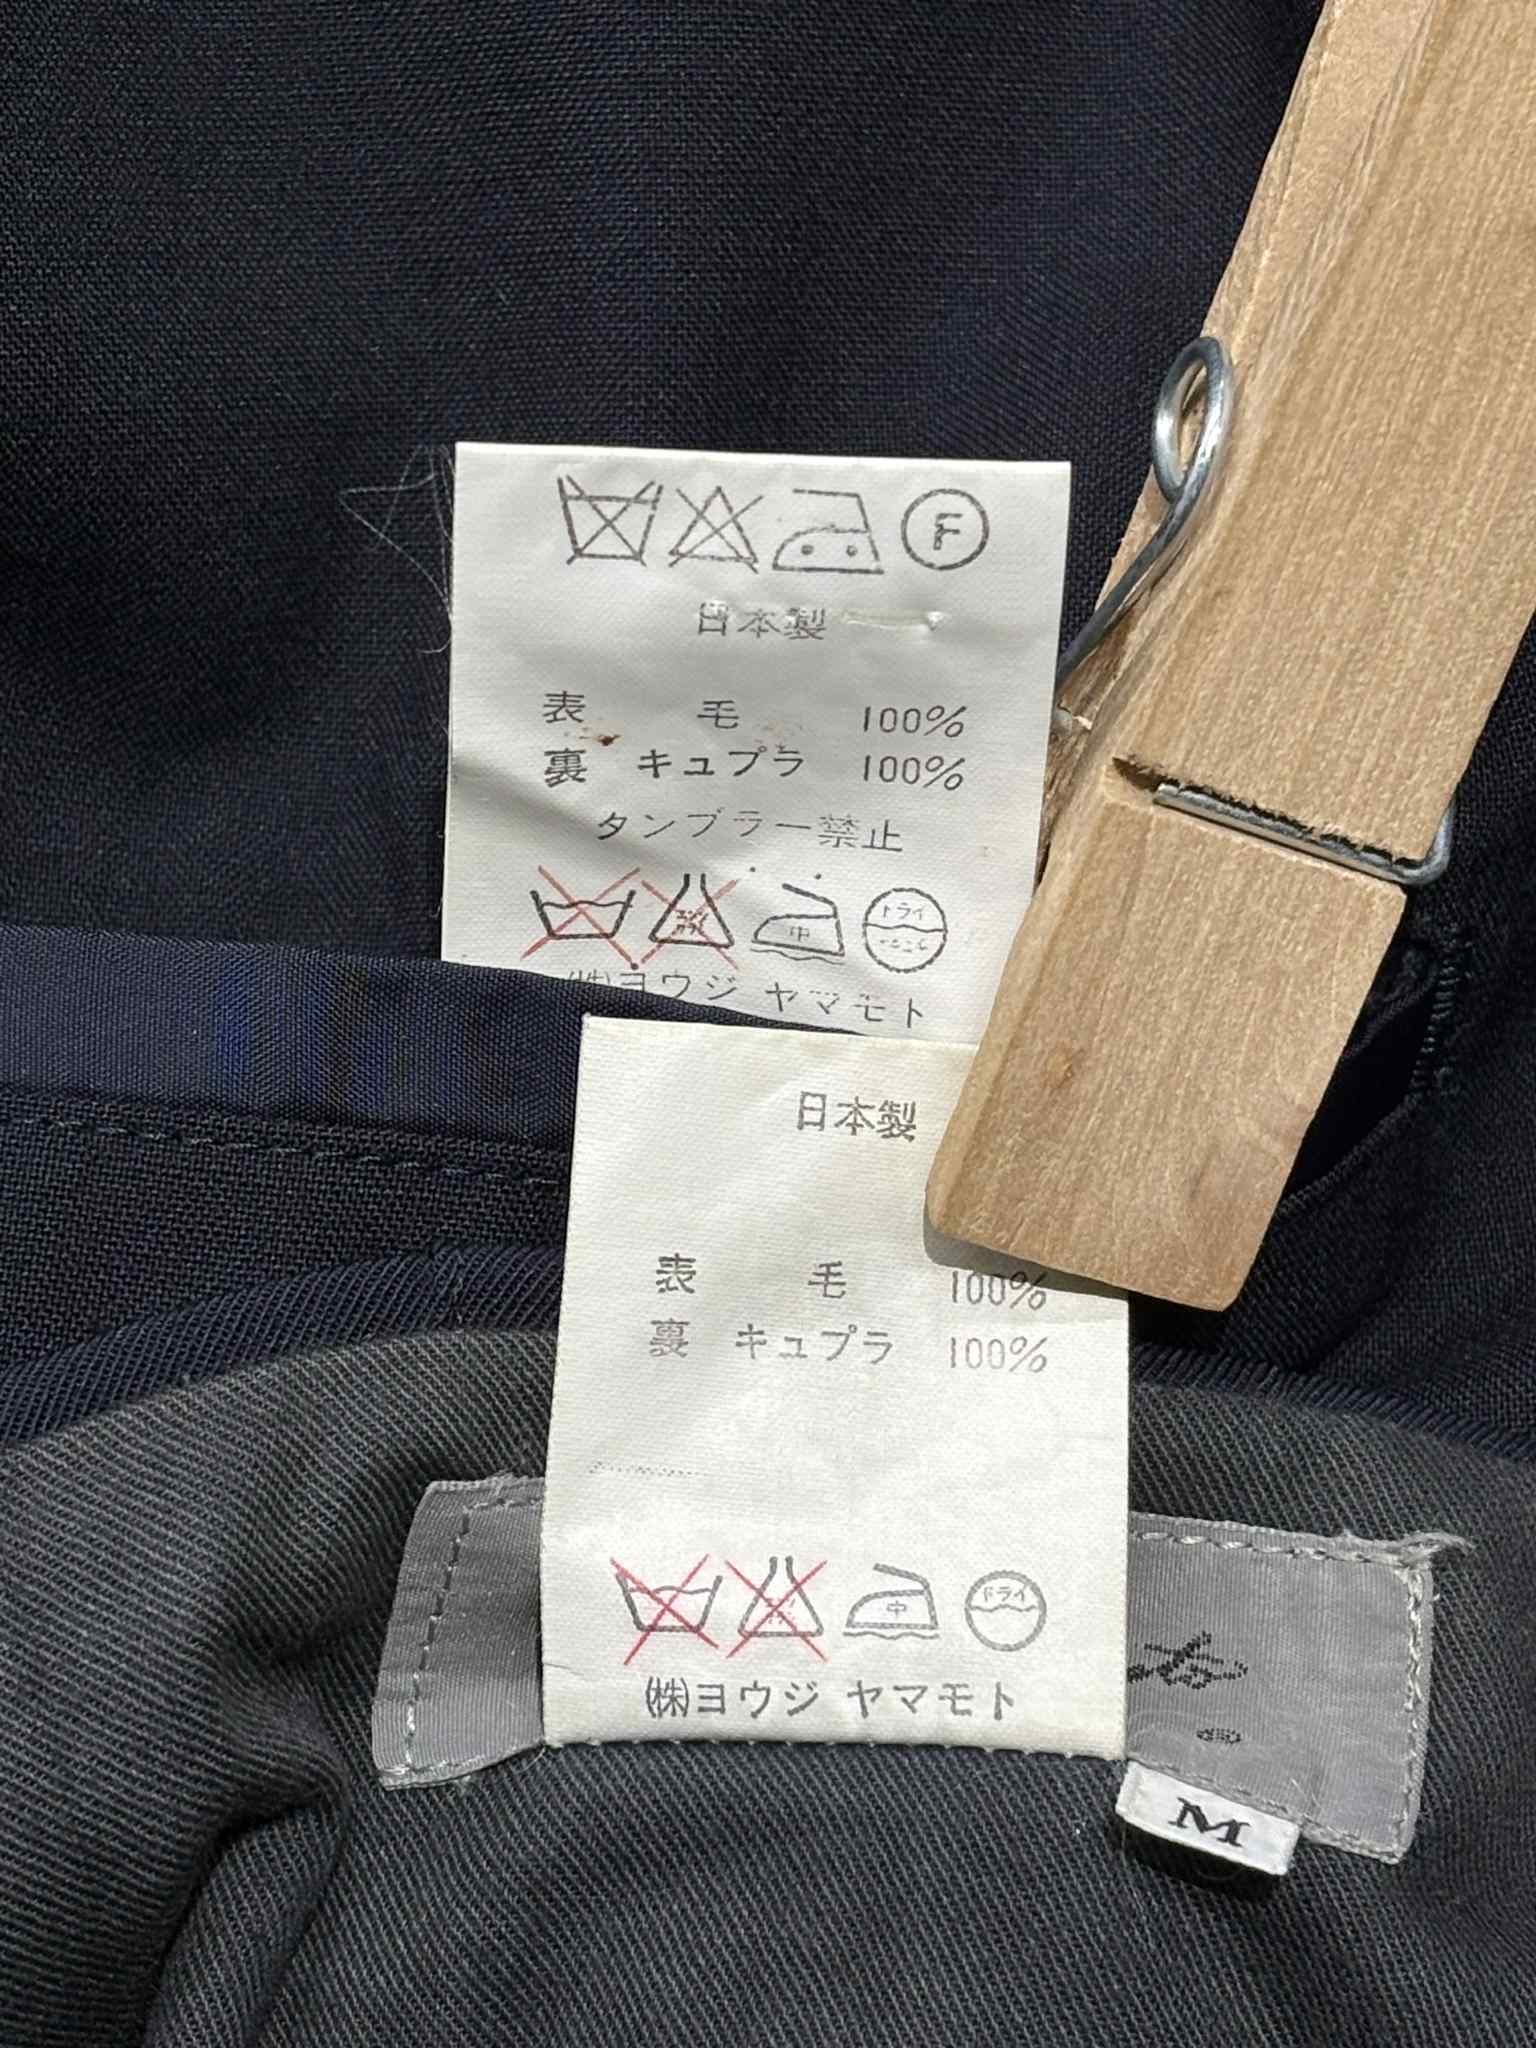 F
日本製
表 毛 100%
裏 キュプラ 100%
タンブラー禁止
中 ドライ
(株)ヨウジ ヤマモト
日本製
表 毛 100%
裏 キュプラ 100%
中 ドライ
(株)ヨウジ ヤマモト
M